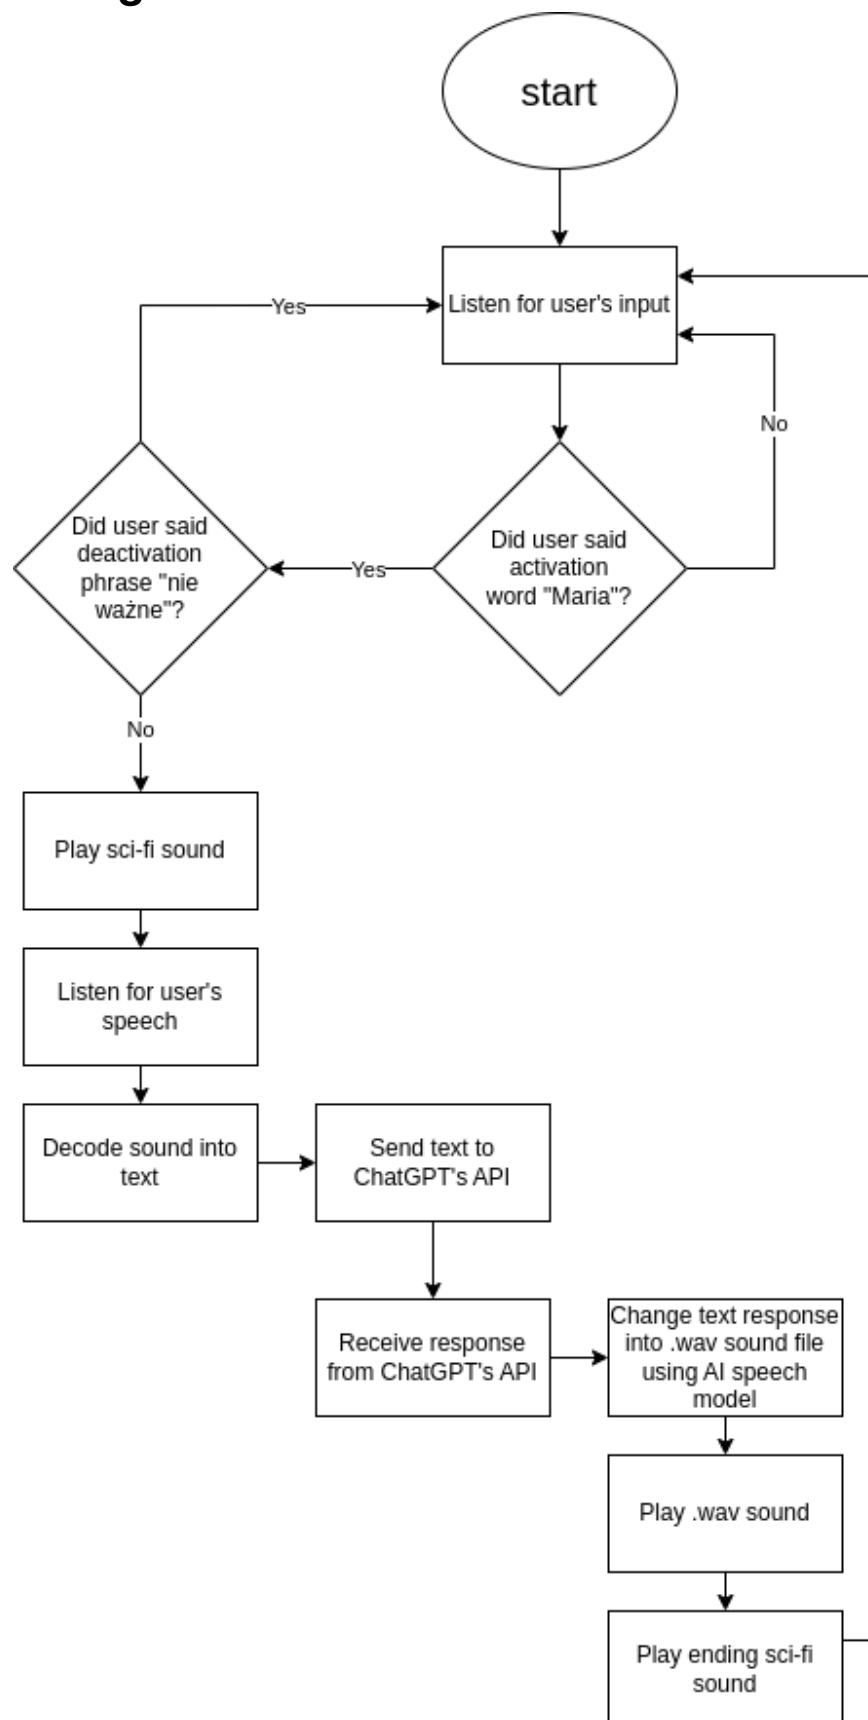 g
start
Listen for user's input
Yes
No
Did user said
deactivation
phrase "nie
ważne"?
Yes
Did user said
activation
word "Maria"?
No
Play sci-fi sound
Listen for user's
speech
Decode sound into
text
Send text to
ChatGPT's API
Receive response
from ChatGPT's API
Change text response
into .wav sound file
using AI speech
model
Play .wav sound
Play ending sci-fi
sound